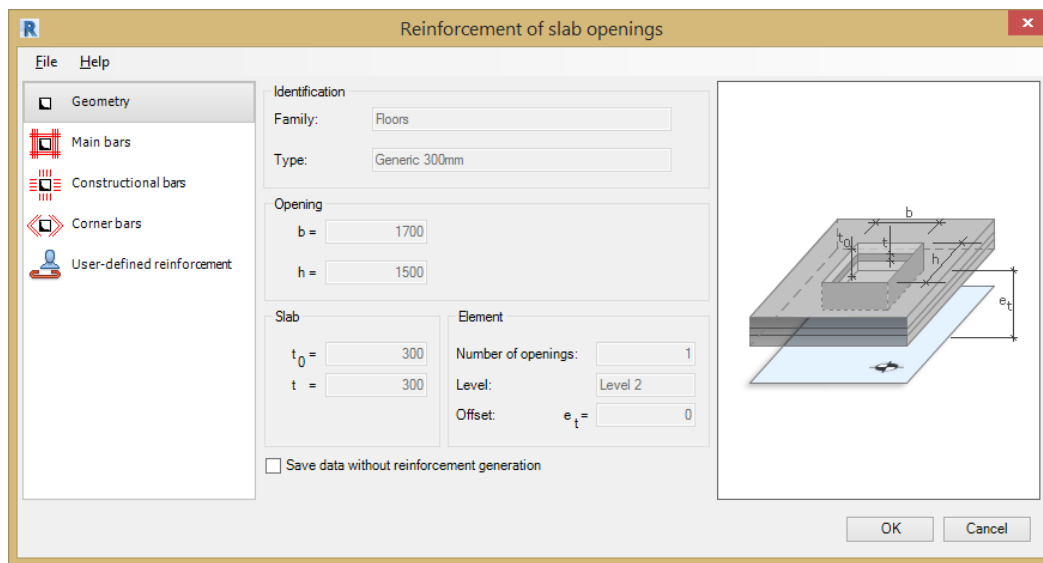 R Reinforcement of slab openings x
File Help
Geometry
Main bars
Constructional bars
Corner bars
User-defined reinforcement
Identification
Family: Floors
Type: Generic 300mm
Opening
b = 1700
h = 1500
Slab
t0 = 300
t = 300
Element
Number of openings: 1
Level: Level 2
Offset: et = 0
Save data without reinforcement generation
b
t0 t
h
et
OK Cancel